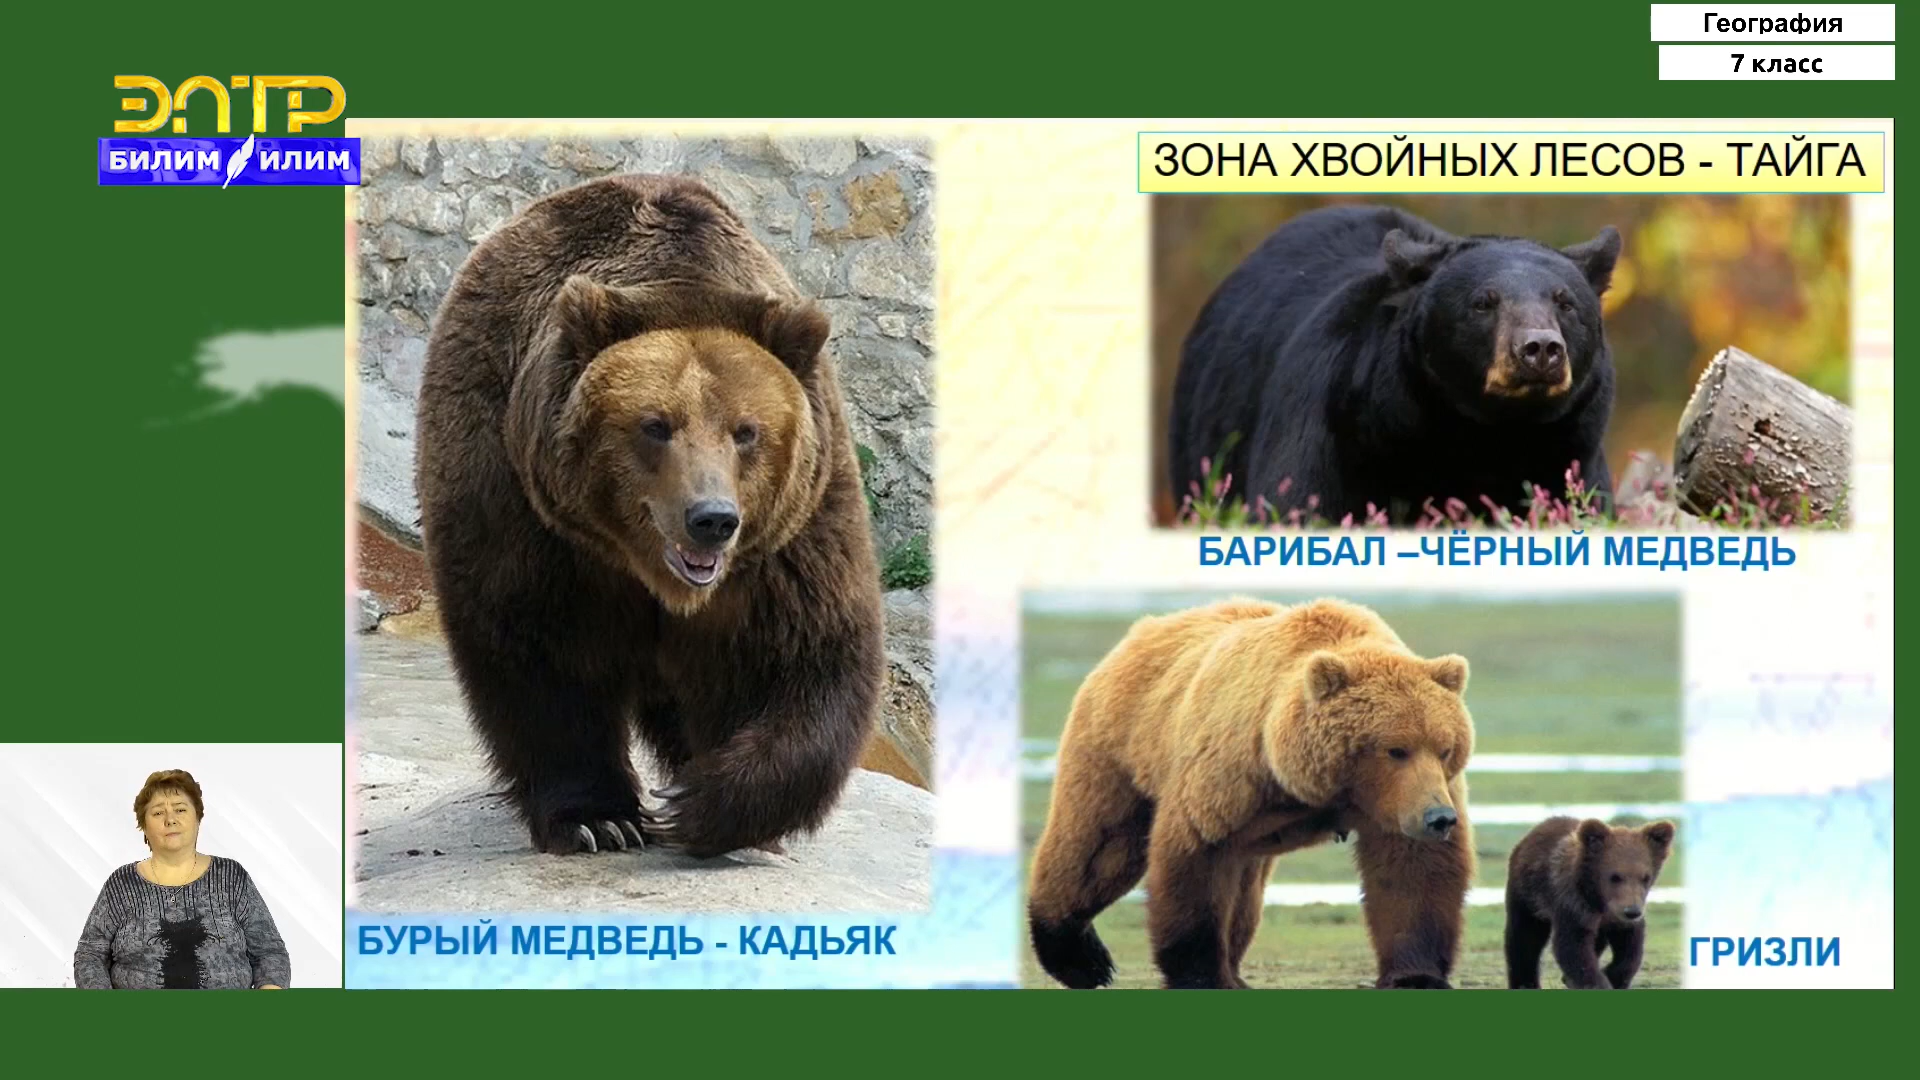 География
7 класс
ЭЛТР
БИЛИМ ИЛИМ
ЗОНА ХВОЙНЫХ ЛЕСОВ - ТАЙГА
БАРИБАЛ –ЧЁРНЫЙ МЕДВЕДЬ
БУРЫЙ МЕДВЕДЬ - КАДЬЯК
ГРИЗЛИ